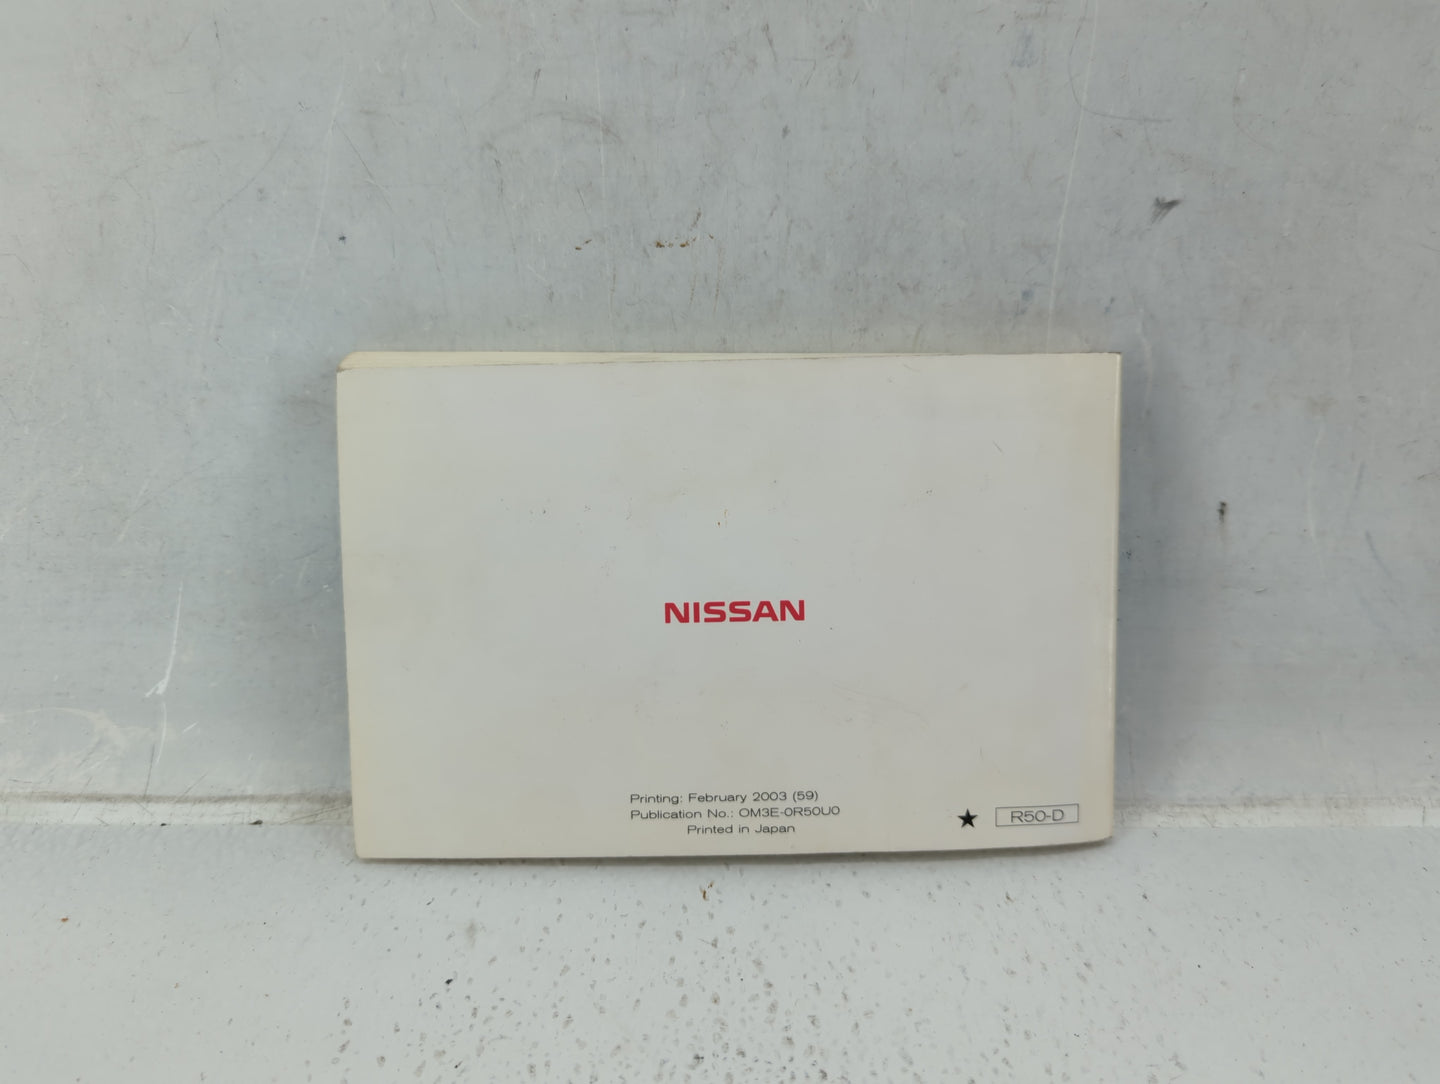 NISSAN
Printing: February 2003 (59)
Publication No.: OM3E-0R50U0
Printed in Japan
★ R50-D